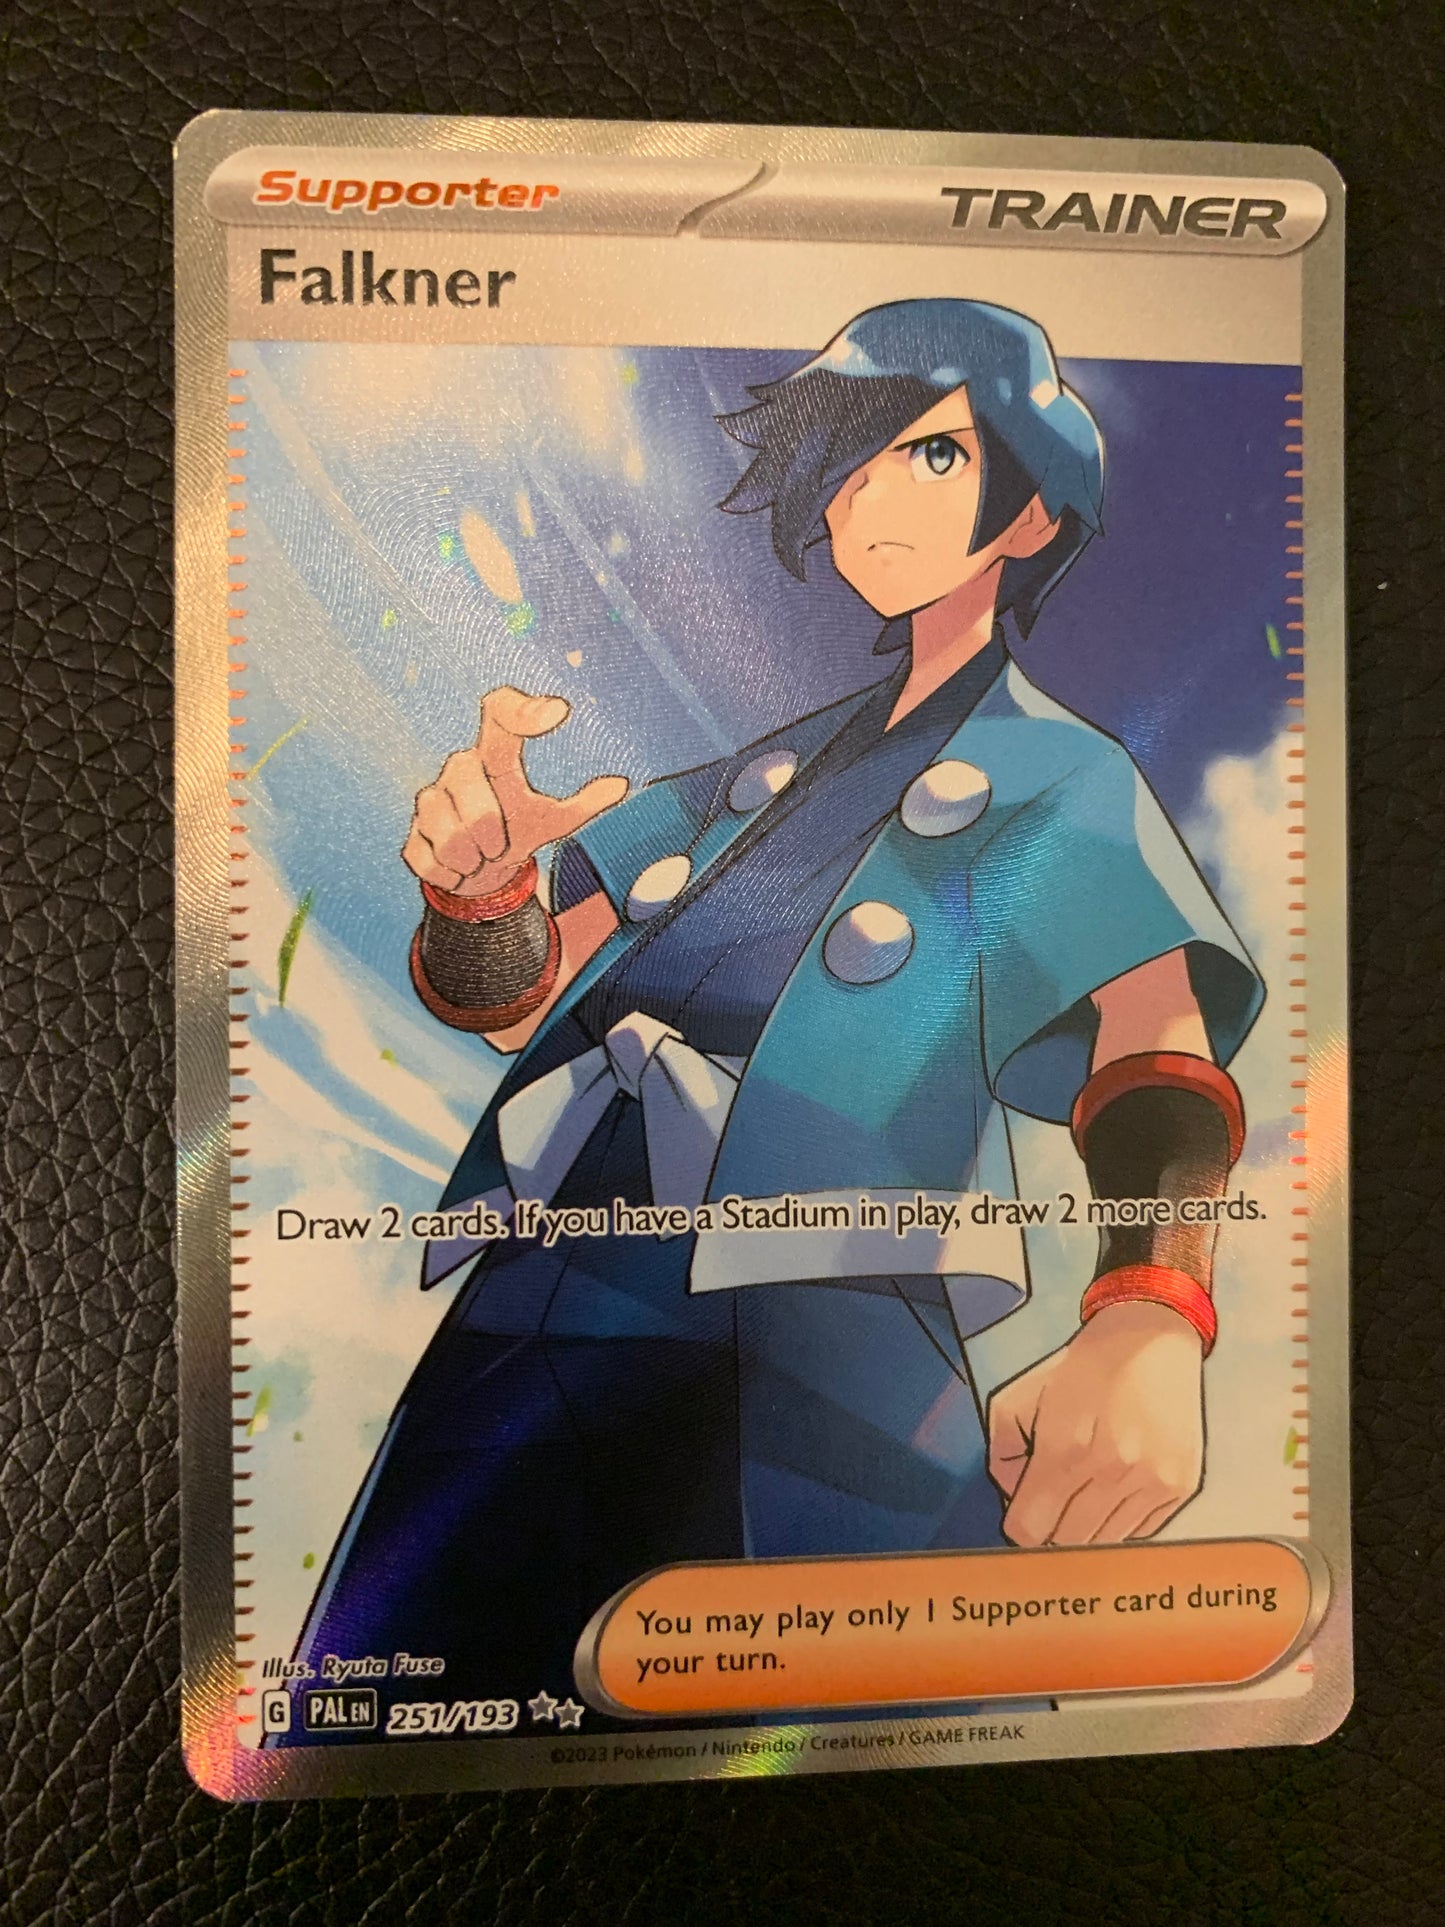 Supporter
TRAINER
Falkner
Draw 2 cards. If you have a Stadium in play, draw 2 more cards.
You may play only 1 Supporter card during
your turn.
Illus. Ryuta Fuse
G PAL EN 251/193
©2023 Pokémon / Nintendo / Creatures / GAME FREAK